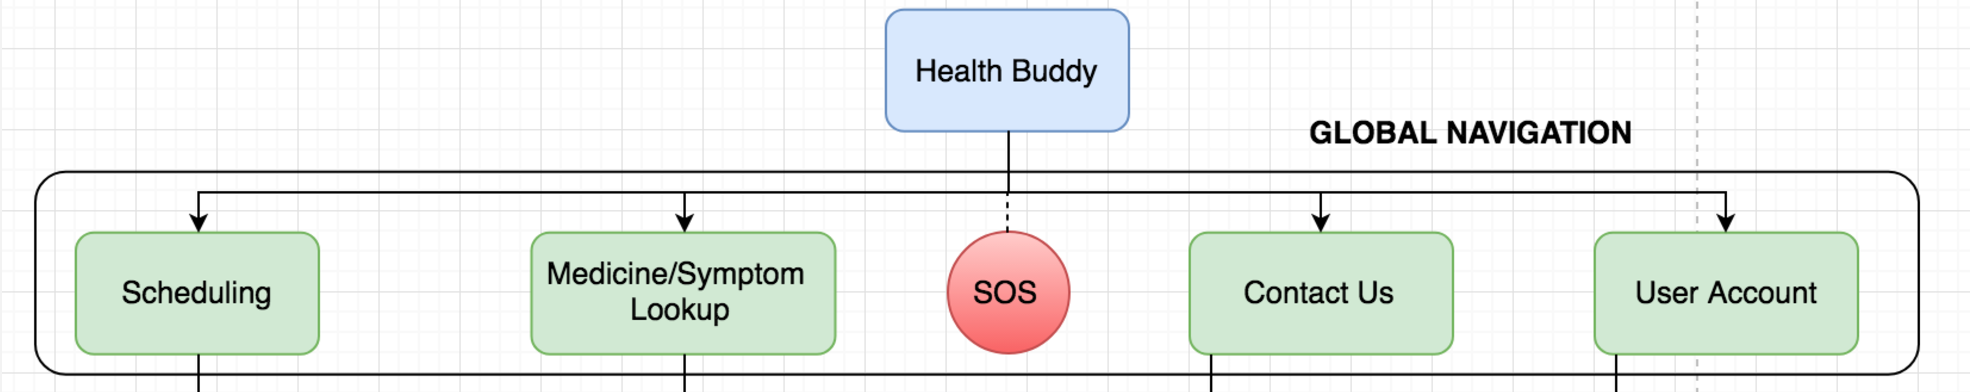 Health Buddy
GLOBAL NAVIGATION
Scheduling
Medicine/Symptom
Lookup
SOS
Contact Us
User Account